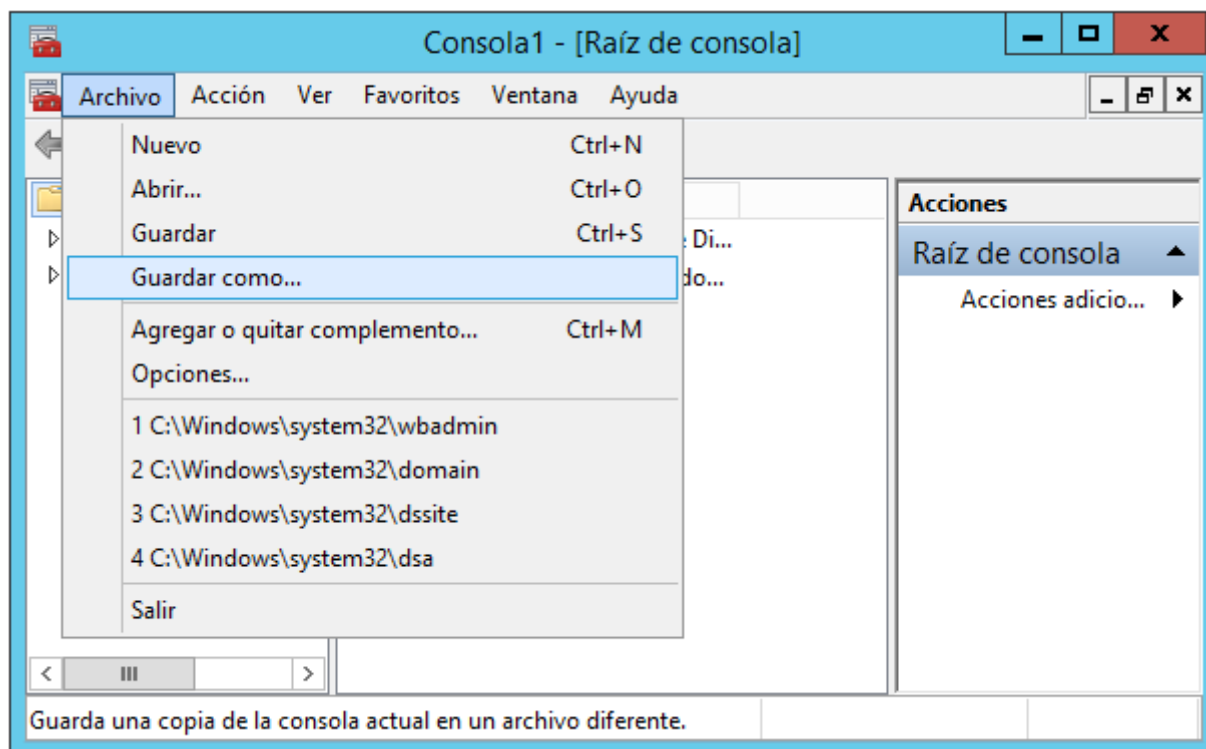 Consola1 - [Raíz de consola]
Archivo Acción Ver Favoritos Ventana Ayuda
Nuevo Ctrl+N
Abrir... Ctrl+O
Guardar Ctrl+S
Di...
Guardar como...
do...
Agregar o quitar complemento... Ctrl+M
Opciones...
1 C:\Windows\system32\wbadmin
2 C:\Windows\system32\domain
3 C:\Windows\system32\dssite
4 C:\Windows\system32\dsa
Salir
Acciones
Raíz de consola
Acciones adicio...
Guarda una copia de la consola actual en un archivo diferente.